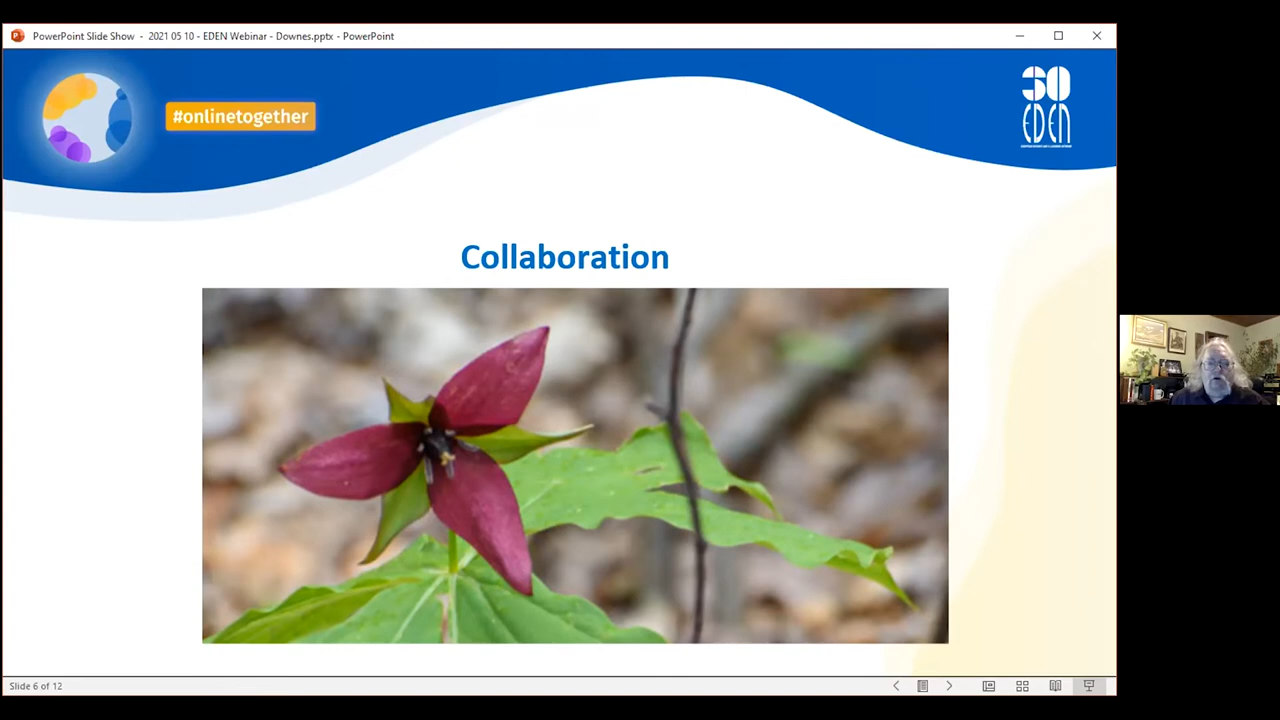 PowerPoint Slide Show - 2021 05 10 - EDEN Webinar - Downes.pptx - PowerPoint
#onlinetogether
30
EDEN
Collaboration
Slide 6 of 12